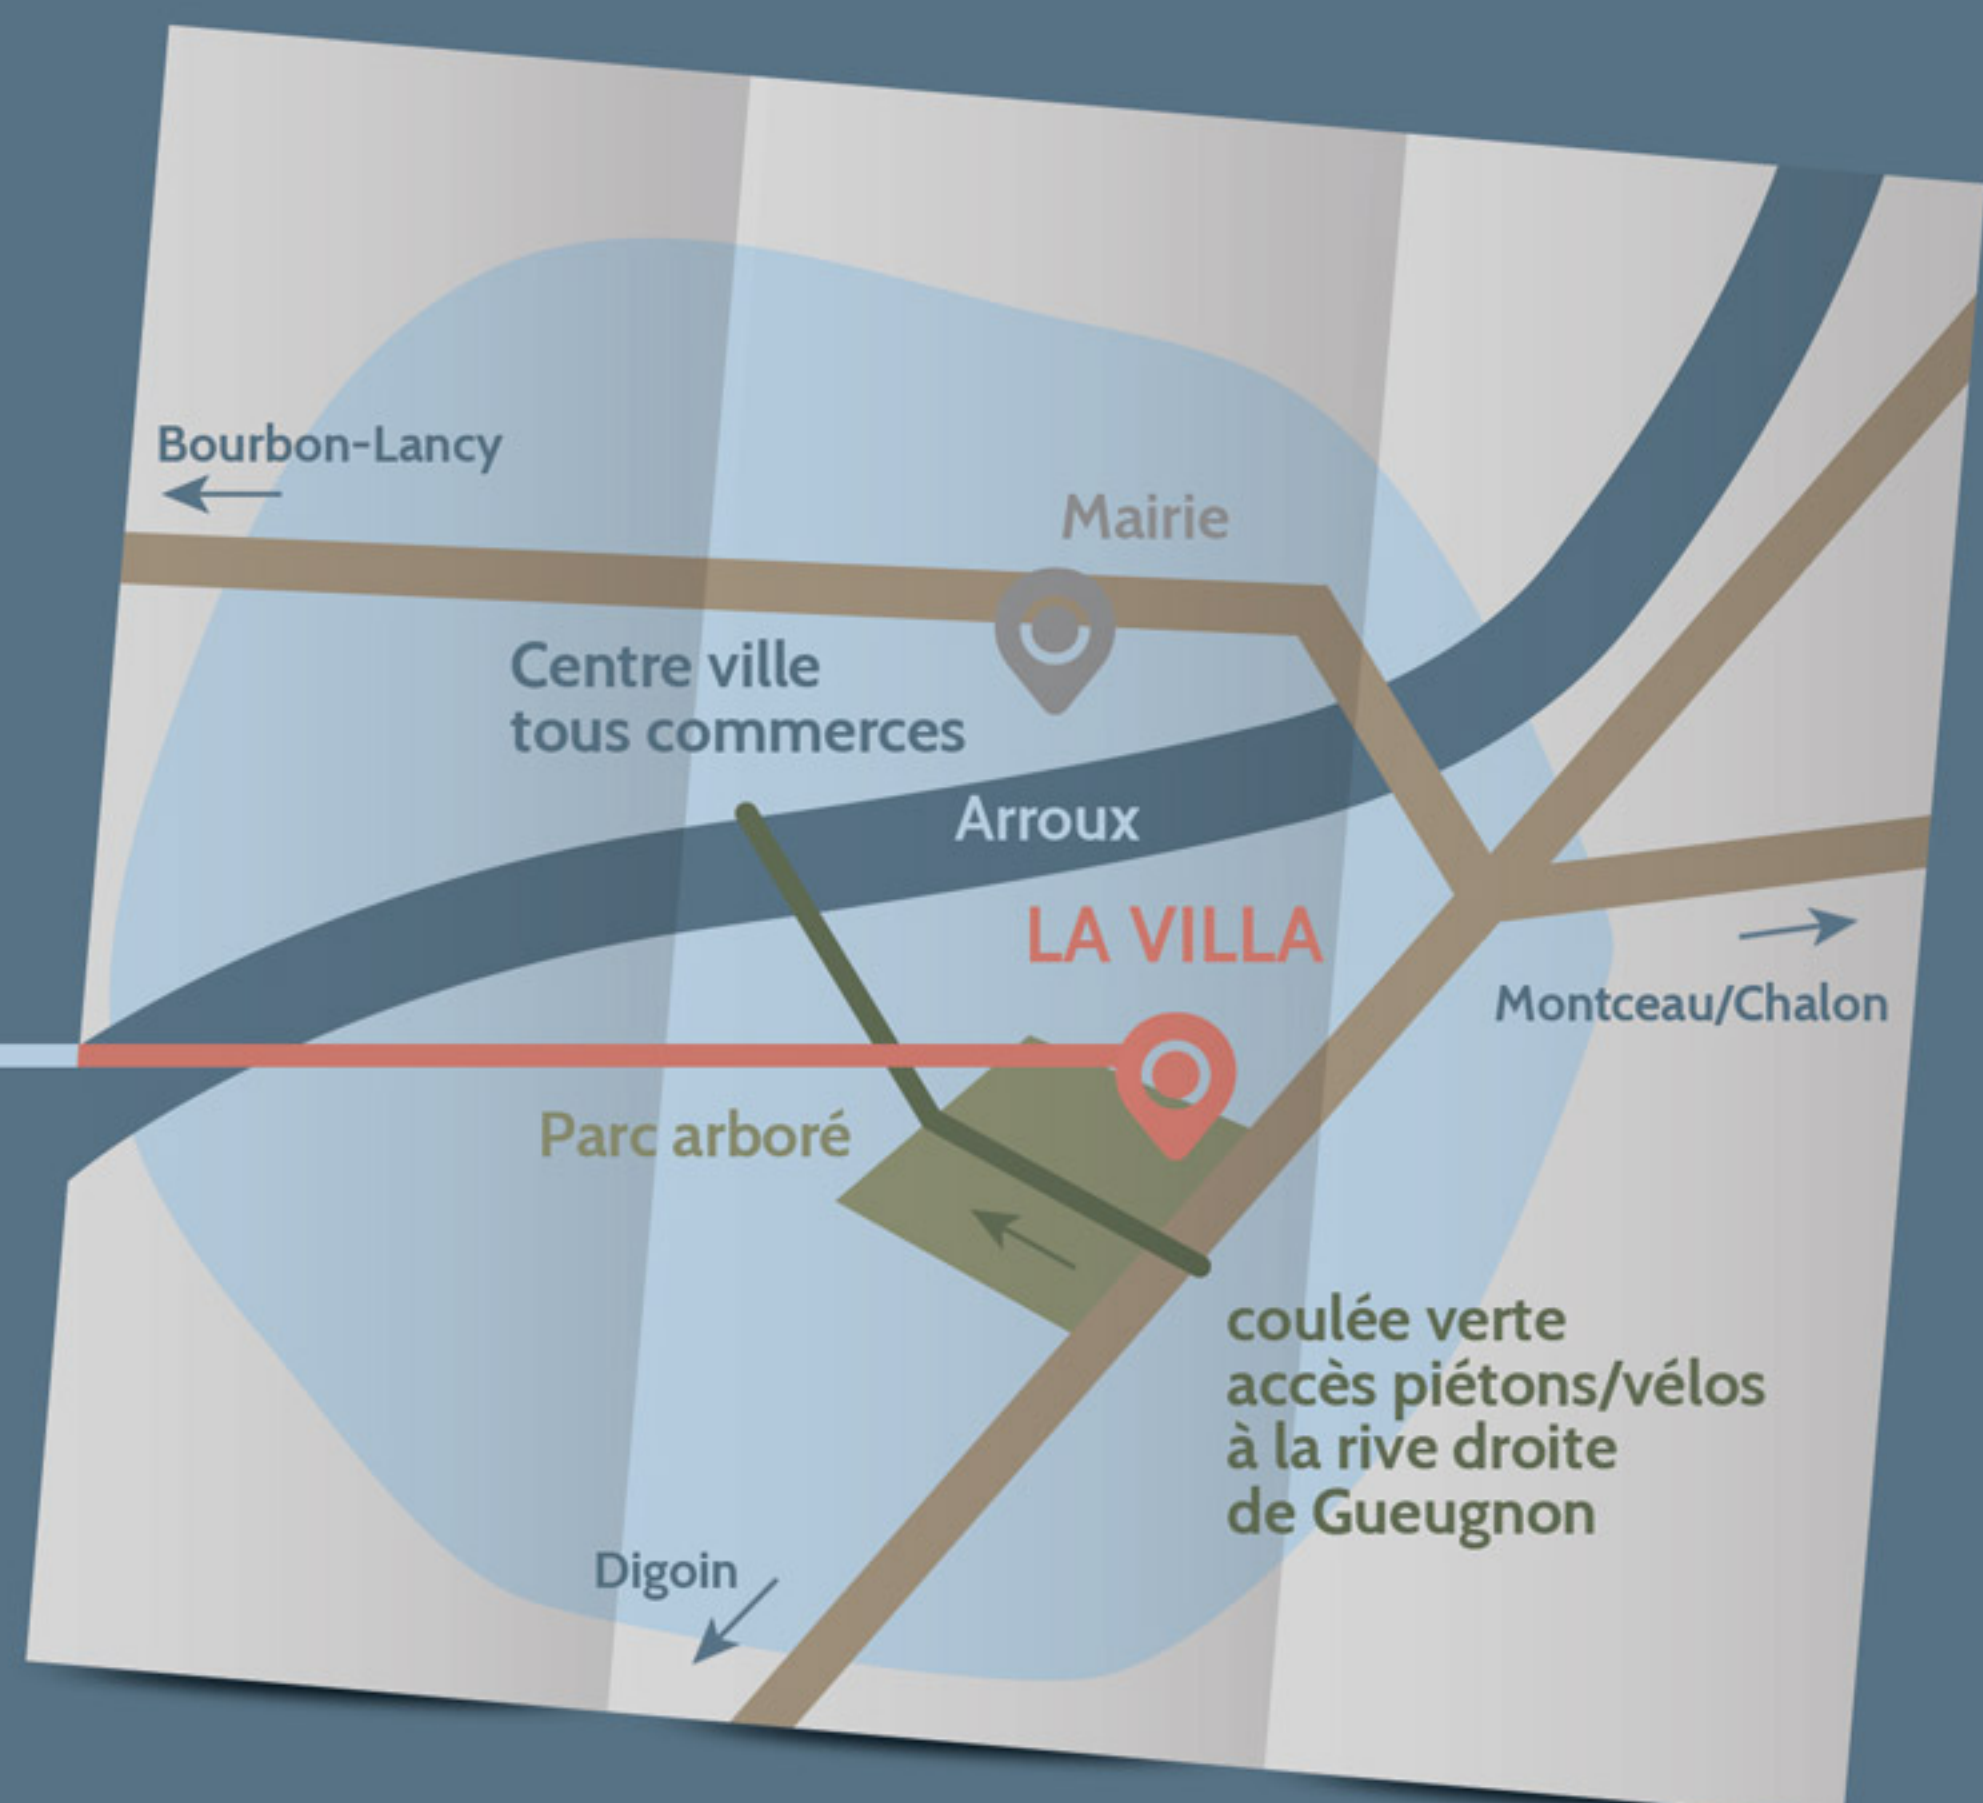 Bourbon-Lancy
Mairie
Centre ville
tous commerces
Arroux
LA VILLA
Montceau/Chalon
Parc arboré
coulée verte
accès piétons/vélos
à la rive droite
de Gueugnon
Digoin